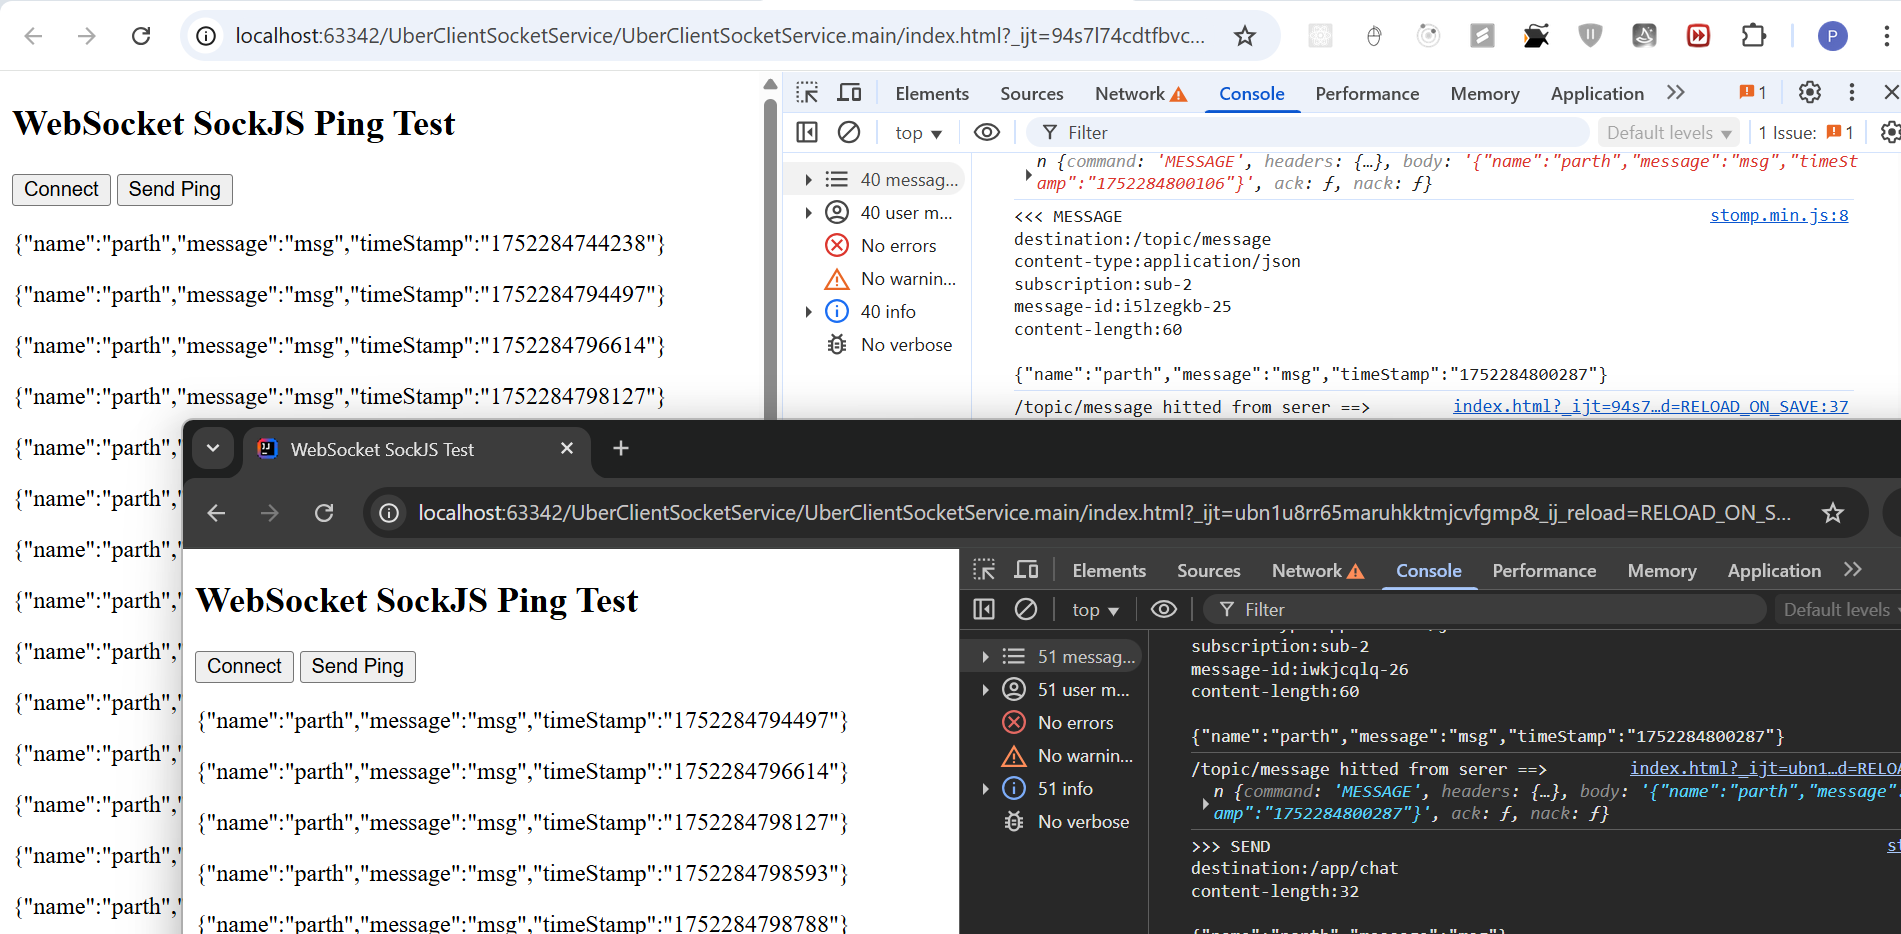 localhost:63342/UberClientSocketService/UberClientSocketService.main/index.html?_ijt=94s7l74cdtfbvc...
P
WebSocket SockJS Ping Test
Connect Send Ping
{"name":"parth","message":"msg","timeStamp":"1752284744238"}
{"name":"parth","message":"msg","timeStamp":"1752284794497"}
{"name":"parth","message":"msg","timeStamp":"1752284796614"}
{"name":"parth","message":"msg","timeStamp":"1752284798127"}
{"name":"parth","
{"name":"parth","
{"name":"parth","
{"name":"parth","
{"name":"parth","
{"name":"parth","
{"name":"parth","
{"name":"parth","
{"name":"parth","
{"name":"parth","
Elements Sources Network Console Performance Memory Application 1
top Filter Default levels 1 Issue: 1
40 messag...
40 user m...
No errors
No warnin...
40 info
No verbose
n {command: 'MESSAGE', headers: {…}, body: '{"name":"parth","message":"msg","timeSt
amp":"1752284800106"}', ack: ƒ, nack: ƒ}
<<< MESSAGE stomp.min.js:8
destination:/topic/message
content-type:application/json
subscription:sub-2
message-id:i5lzegkb-25
content-length:60
{"name":"parth","message":"msg","timeStamp":"1752284800287"}
/topic/message hitted from serer ==> index.html?_ijt=94s7…d=RELOAD_ON_SAVE:37
WebSocket SockJS Test
localhost:63342/UberClientSocketService/UberClientSocketService.main/index.html?_ijt=ubn1u8rr65maruhkktmjcvfgmp&_ij_reload=RELOAD_ON_S...
WebSocket SockJS Ping Test
Connect Send Ping
{"name":"parth","message":"msg","timeStamp":"1752284794497"}
{"name":"parth","message":"msg","timeStamp":"1752284796614"}
{"name":"parth","message":"msg","timeStamp":"1752284798127"}
{"name":"parth","message":"msg","timeStamp":"1752284798593"}
{"name":"parth","message":"msg","timeStamp":"1752284798788"}
Elements Sources Network Console Performance Memory Application
top Filter Default levels
51 messag...
51 user m...
No errors
No warnin...
51 info
No verbose
subscription:sub-2
message-id:iwkjcqlq-26
content-length:60
{"name":"parth","message":"msg","timeStamp":"1752284800287"}
/topic/message hitted from serer ==> index.html?_ijt=ubn1…d=RELOA
n {command: 'MESSAGE', headers: {…}, body: '{"name":"parth","message"
amp":"1752284800287"}', ack: ƒ, nack: ƒ}
>>> SEND st
destination:/app/chat
content-length:32
{"name":"parth","message":"msg"}